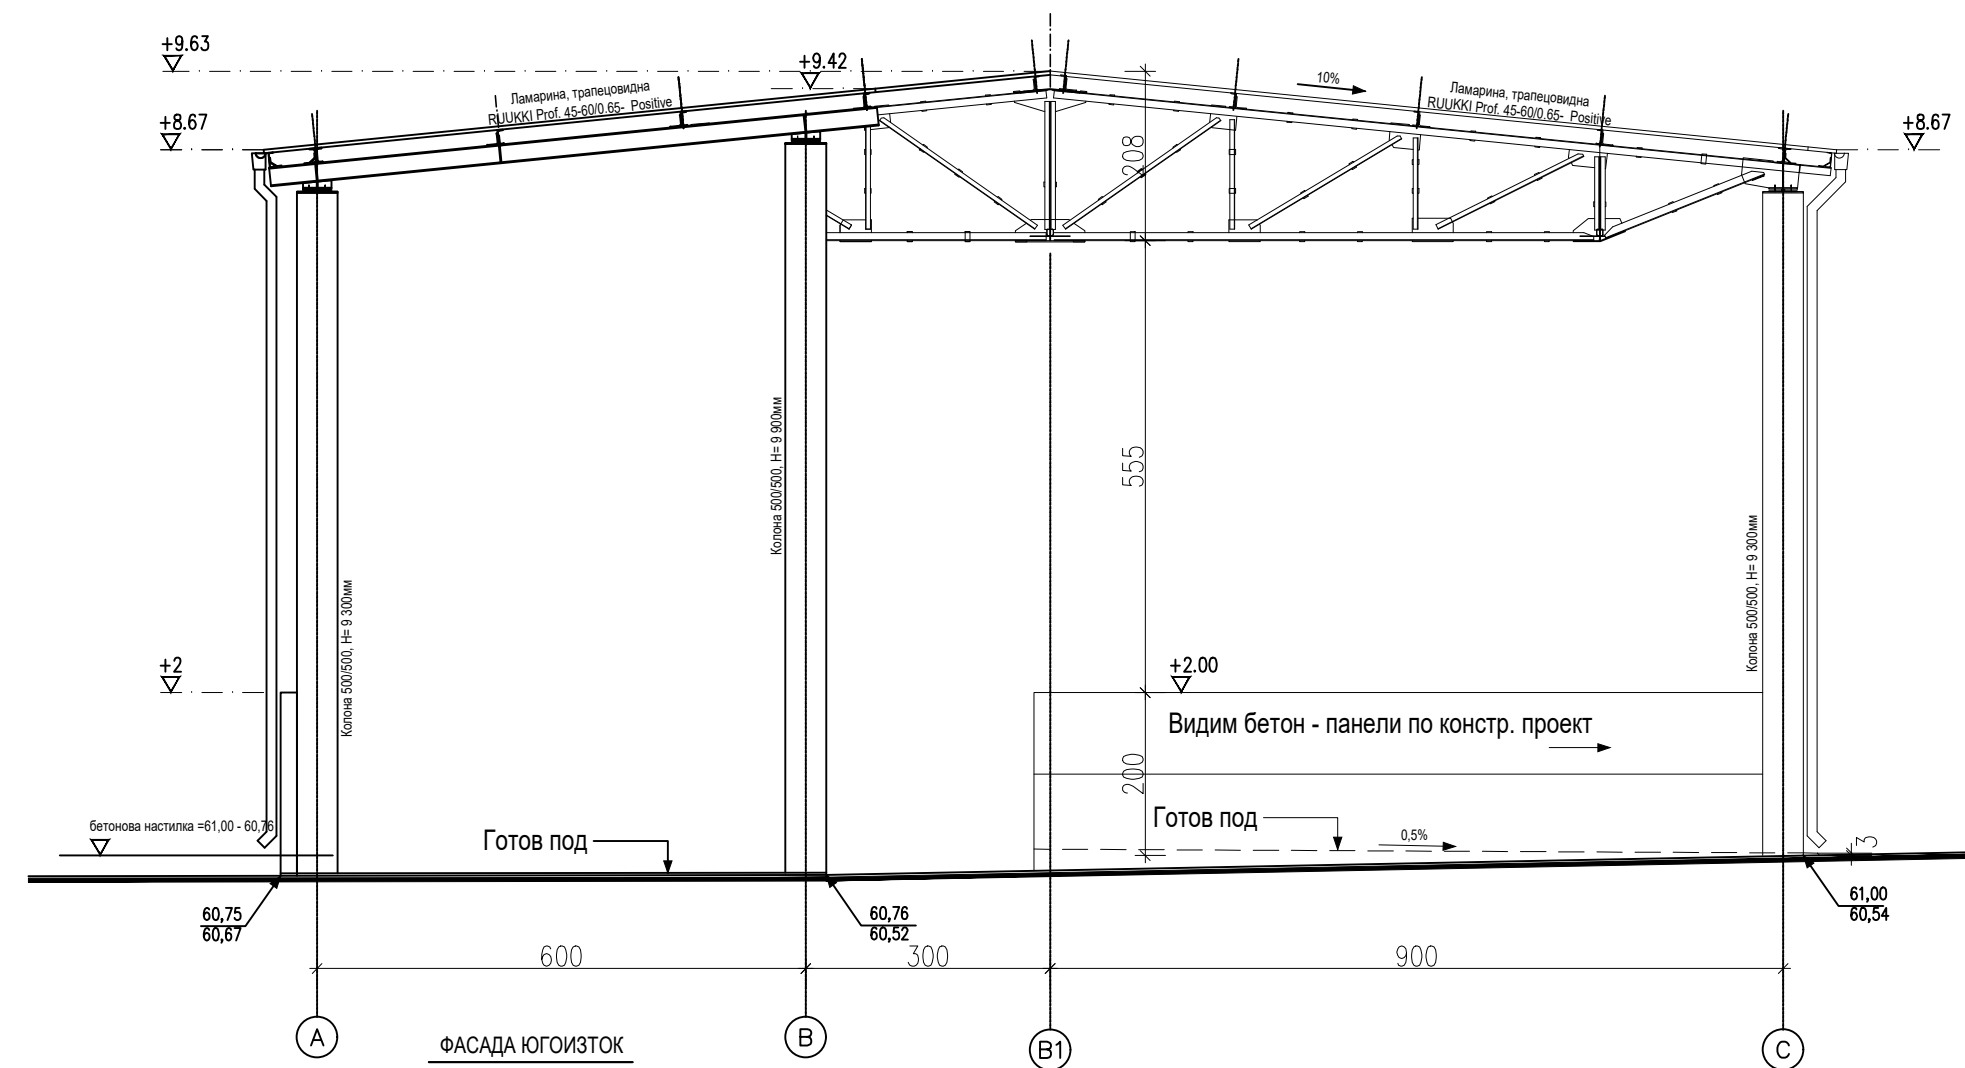 +9.63
+9.42
10%
Ламарина, трапецовидна
RUUKKI Prof. 45-60/0.65- Positive
Ламарина, трапецовидна
RUUKKI Prof. 45-60/0.65- Positive
+8.67
+8.67
208
555
Колона 500/500, H= 9 900мм
Колона 500/500, H= 9 300мм
Колона 500/500, H= 9 300мм
+2
+2.00
Видим бетон - панели по констр. проект
200
бетонова настилка =61,00 - 60,76
Готов под
Готов под
0,5%
3
60,75
60,67
60,76
60,52
61,00
60,54
600
300
900
A
B
B1
C
ФАСАДА ЮГОИЗТОК